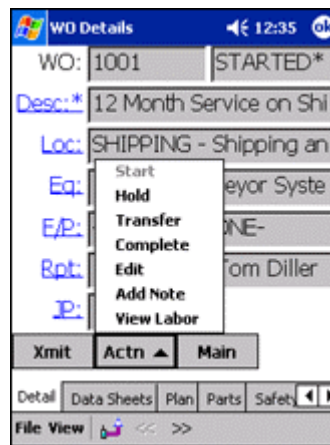 WO Details 12:35 ok
WO: 1001 STARTED*
Desc:* 12 Month Service on Shi
Loc: SHIPPING - Shipping an
Eq: eyor Syste
F/P: NE-
Rpt: Tom Diller
JP:
Start
Hold
Transfer
Complete
Edit
Add Note
View Labor
Xmit Actn Main
Detail Data Sheets Plan Parts Safety
File View << >>